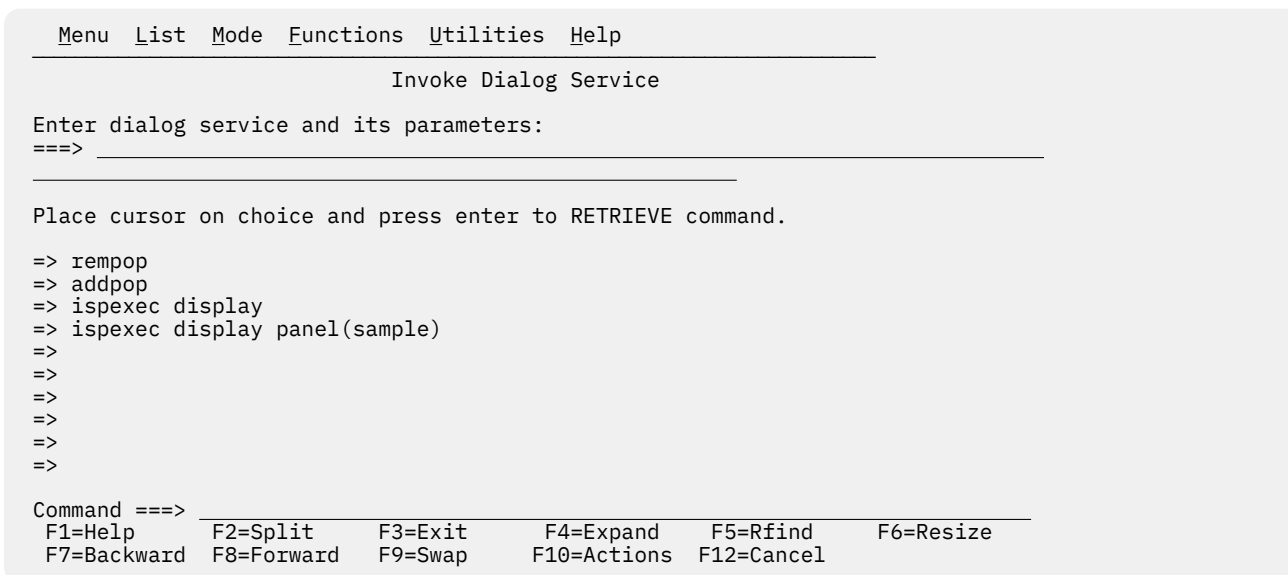 Menu List Mode Functions Utilities Help
Invoke Dialog Service
Enter dialog service and its parameters:
===>
Place cursor on choice and press enter to RETRIEVE command.
=> rempop
=> addpop
=> ispexec display
=> ispexec display panel(sample)
=>
=>
=>
=>
=>
=>
Command ===>
F1=Help F2=Split F3=Exit F4=Expand F5=Rfind F6=Resize
F7=Backward F8=Forward F9=Swap F10=Actions F12=Cancel